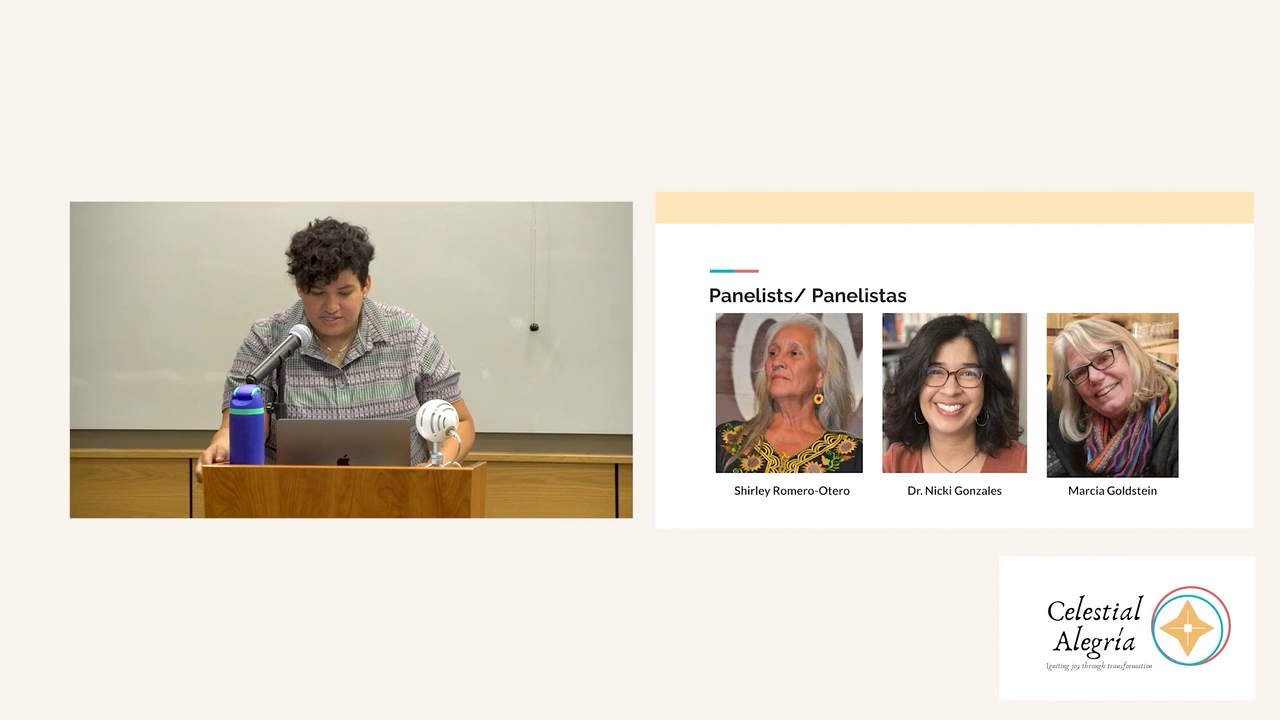 Panelists/ Panelistas
Shirley Romero-Otero
Dr. Nicki Gonzales
Marcia Goldstein
Celestial
Alegría
Igniting joy through transformation